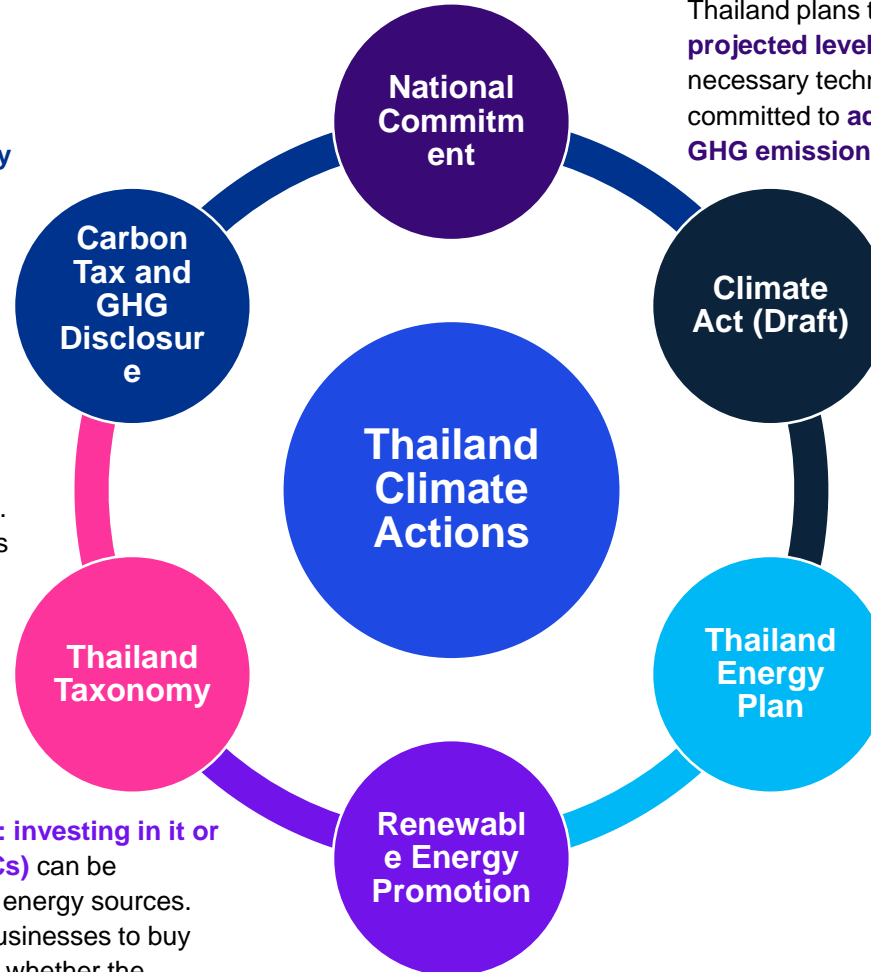 Thailand plans t
projected level
necessary techn
committed to ac
GHG emission
National
Commitm
ent
y
Carbon
Tax and
GHG
Disclosur
e
Climate
Act (Draft)
Thailand
Climate
Actions
.
s
Thailand
Taxonomy
Thailand
Energy
Plan
Renewabl
e Energy
Promotion
: investing in it or
Cs) can be
energy sources.
usinesses to buy
whether the